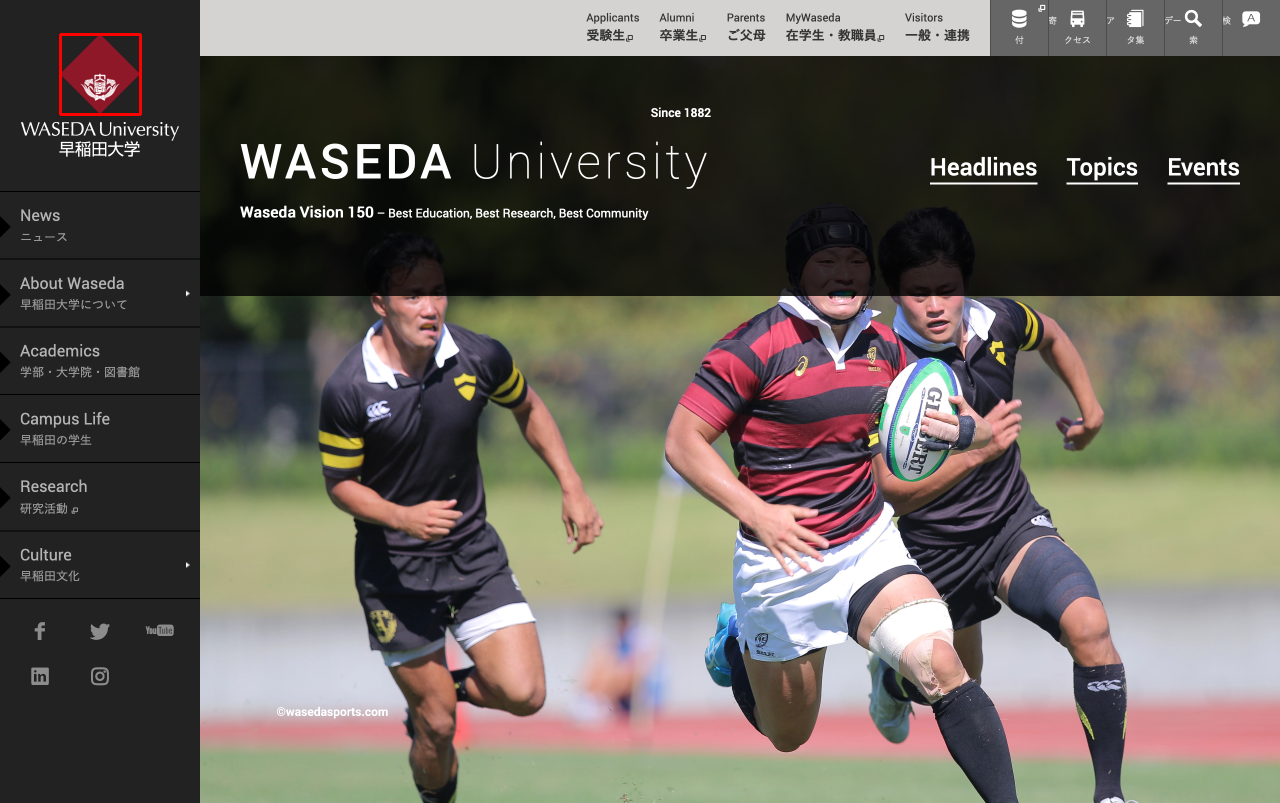 WASEDA University
早稲田大学
News
ニュース
About Waseda
早稲田大学について
Academics
学部・大学院・図書館
Campus Life
早稲田の学生
Research
研究活動
Culture
早稲田文化
You Tube
in
Applicants
受験生
Alumni
卒業生
Parents
ご父母
MyWaseda
在学生・教職員
Visitors
一般・連携
寄付
アクセス
データ集
検索
A
Since 1882
WASEDA University
Waseda Vision 150 – Best Education, Best Research, Best Community
Headlines
Topics
Events
GILBERT
©wasedasports.com